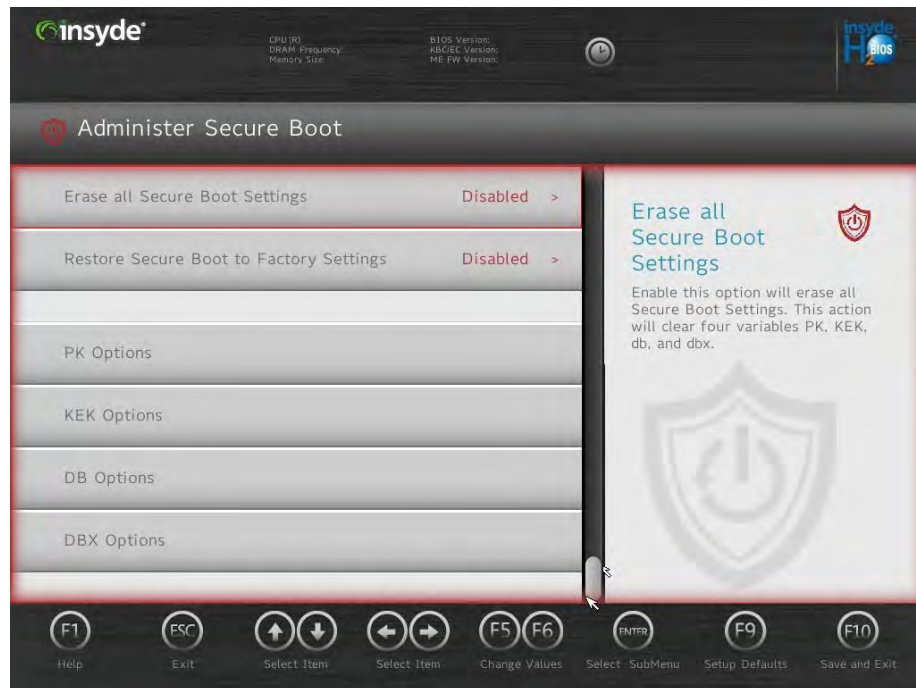 insyde®
CPU (R)
DRAM Frequency:
Memory Size:
BIOS Version:
KBC/EC Version:
ME FW Version:
insyde
H2O BIOS
Administer Secure Boot
Erase all Secure Boot Settings Disabled >
Restore Secure Boot to Factory Settings Disabled >
PK Options
KEK Options
DB Options
DBX Options
Erase all
Secure Boot
Settings
Enable this option will erase all
Secure Boot Settings. This action
will clear four variables PK, KEK,
db, and dbx.
F1 ESC F5 F6 ENTER F9 F10
Help Exit Select Item Select Item Change Values Select SubMenu Setup Defaults Save and Exit